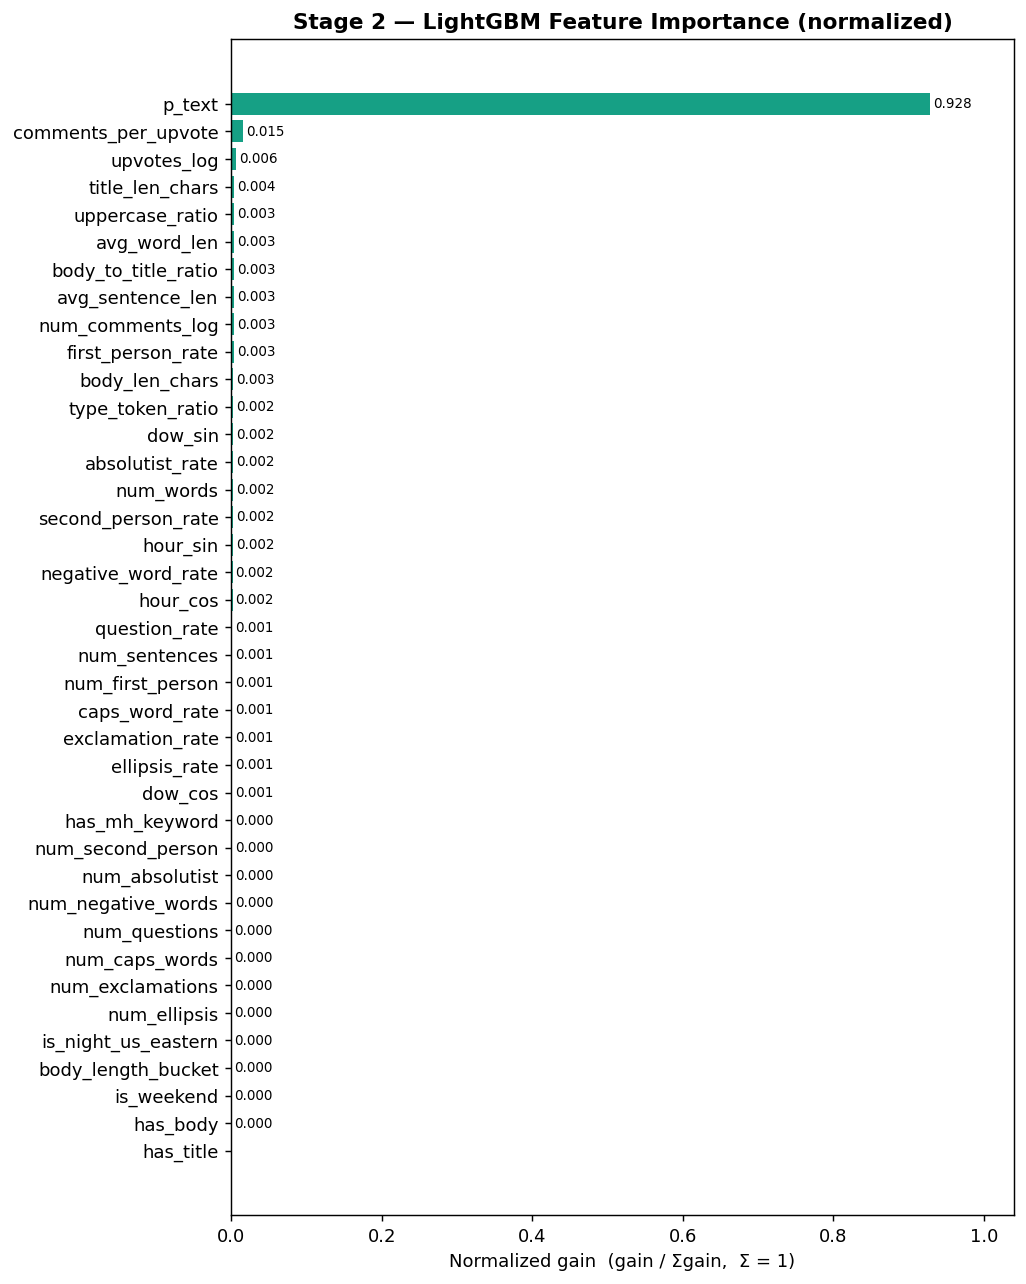 Stage 2 — LightGBM Feature Importance (normalized)
p_text 0.928
comments_per_upvote 0.015
upvotes_log 0.006
title_len_chars 0.004
uppercase_ratio 0.003
avg_word_len 0.003
body_to_title_ratio 0.003
avg_sentence_len 0.003
num_comments_log 0.003
first_person_rate 0.003
body_len_chars 0.003
type_token_ratio 0.002
dow_sin 0.002
absolutist_rate 0.002
num_words 0.002
second_person_rate 0.002
hour_sin 0.002
negative_word_rate 0.002
hour_cos 0.002
question_rate 0.001
num_sentences 0.001
num_first_person 0.001
caps_word_rate 0.001
exclamation_rate 0.001
ellipsis_rate 0.001
dow_cos 0.001
has_mh_keyword 0.000
num_second_person 0.000
num_absolutist 0.000
num_negative_words 0.000
num_questions 0.000
num_caps_words 0.000
num_exclamations 0.000
num_ellipsis 0.000
is_night_us_eastern 0.000
body_length_bucket 0.000
is_weekend 0.000
has_body 0.000
has_title
0.0 0.2 0.4 0.6 0.8 1.0
Normalized gain (gain / Σgain, Σ = 1)